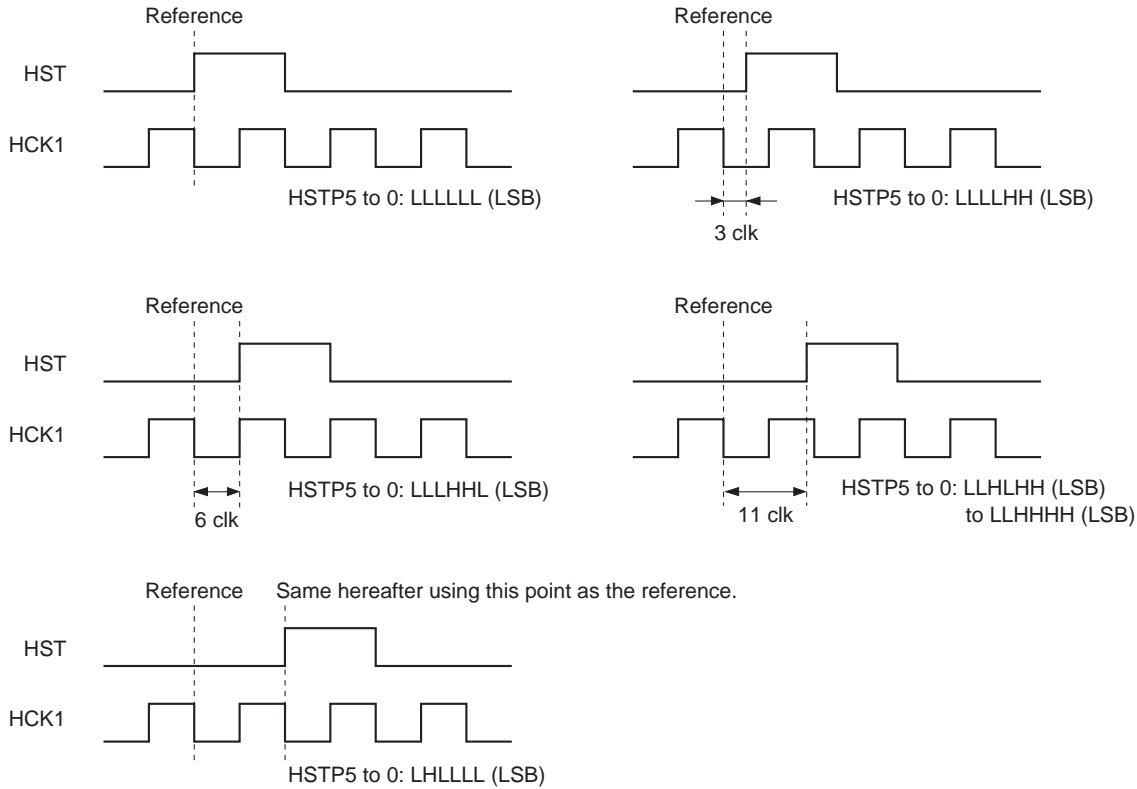 Reference
HST
HCK1
HSTP5 to 0: LLLLLL (LSB)
Reference
HSTP5 to 0: LLLLHH (LSB)
3 clk
Reference
HST
HCK1
HSTP5 to 0: LLLHHL (LSB)
6 clk
Reference
HSTP5 to 0: LLHLHH (LSB)
to LLHHHH (LSB)
11 clk
Reference
Same hereafter using this point as the reference.
HST
HCK1
HSTP5 to 0: LHLLLL (LSB)